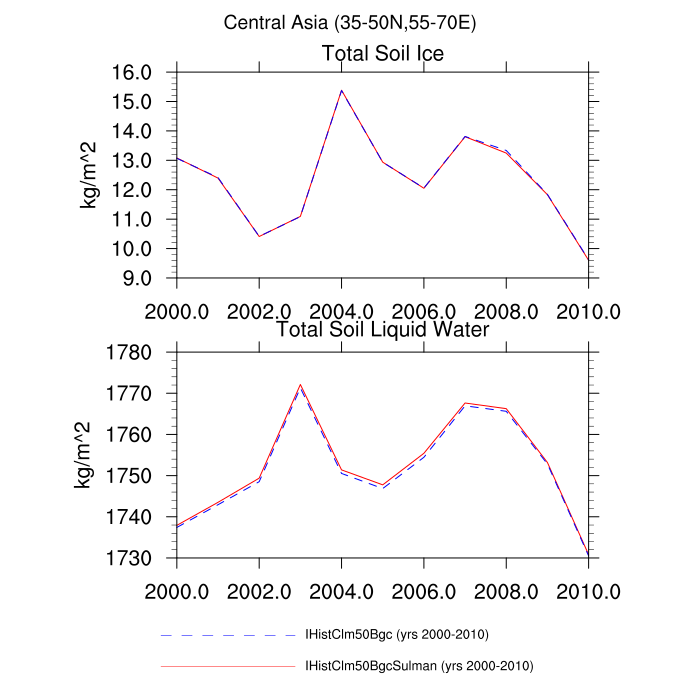 Central Asia (35-50N,55-70E)
Total Soil Ice
16.0
15.0
14.0
13.0
12.0
11.0
10.0
9.0
kg/m^2
2000.0 2002.0 2004.0 2006.0 2008.0 2010.0
Total Soil Liquid Water
1780
1770
1760
1750
1740
1730
kg/m^2
2000.0 2002.0 2004.0 2006.0 2008.0 2010.0
IHistClm50Bgc (yrs 2000-2010)
IHistClm50BgcSulman (yrs 2000-2010)